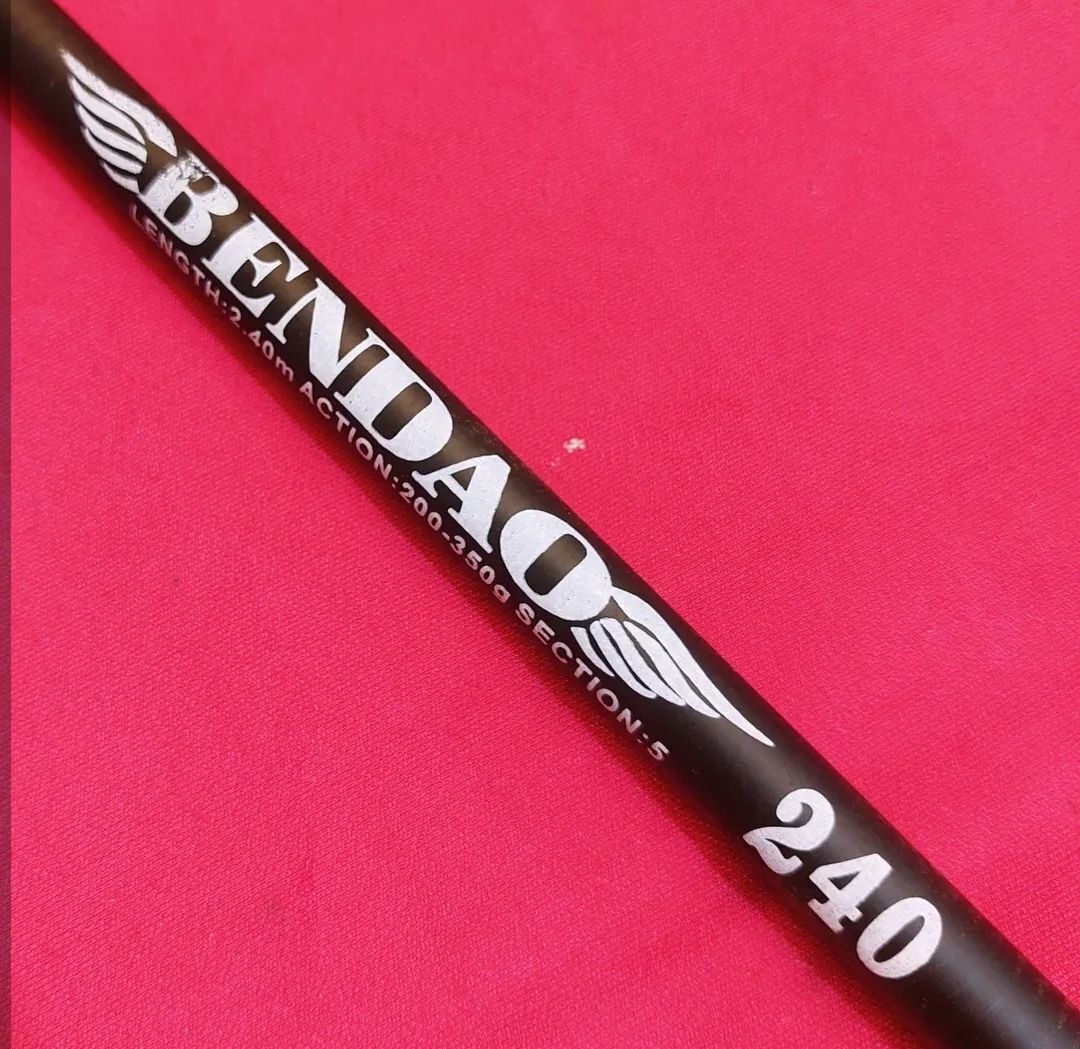 BENDAO
LENGTH:2.40m ACTION:200-350g SECTION:5
240